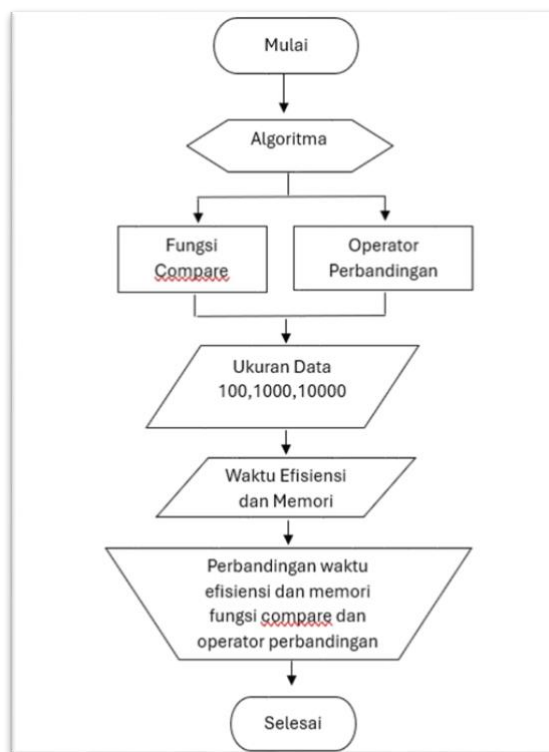 Mulai
Algoritma
Fungsi
Compare
Operator
Perbandingan
Ukuran Data
100,1000,10000
Waktu Efisiensi
dan Memori
Perbandingan waktu
efisiensi dan memori
fungsi compare dan
operator perbandingan
Selesai